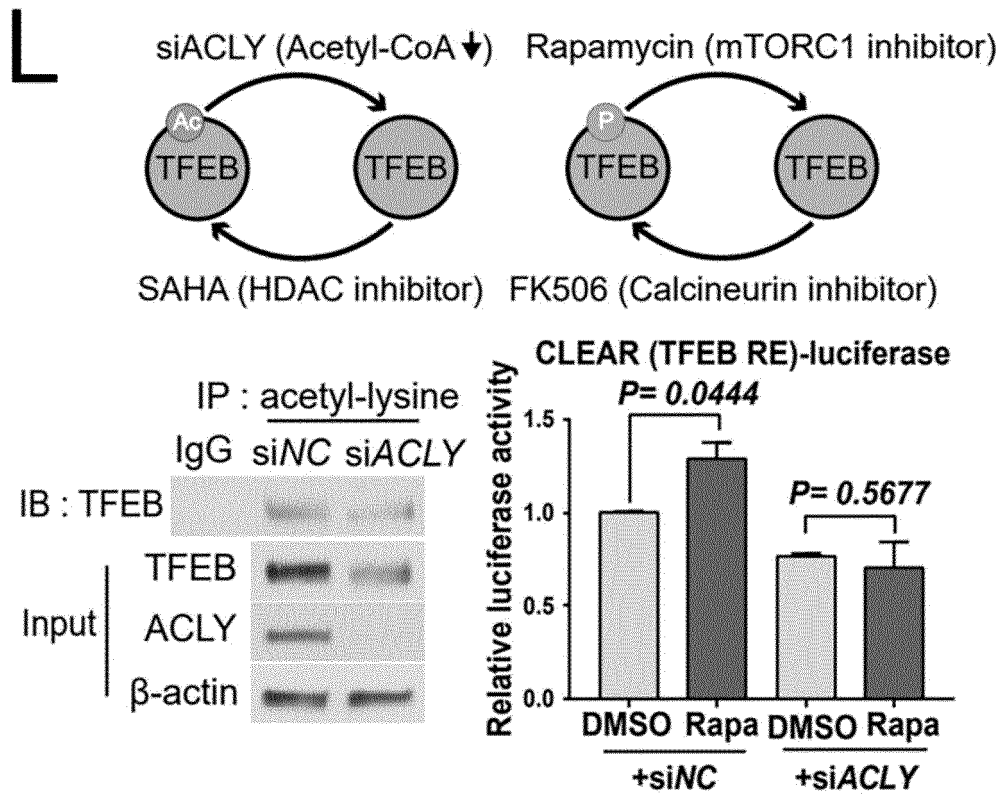 L
siACLY (Acetyl-CoA ↓)
Rapamycin (mTORC1 inhibitor)
Ac
TFEB
TFEB
P
TFEB
TFEB
SAHA (HDAC inhibitor)
FK506 (Calcineurin inhibitor)
IP : acetyl-lysine
IgG siNC siACLY
IB : TFEB
Input
TFEB
ACLY
β-actin
CLEAR (TFEB RE)-luciferase
P= 0.0444
P= 0.5677
Relative luciferase activity
1.5
1.0
0.5
0.0
DMSO Rapa DMSO Rapa
+siNC +siACLY